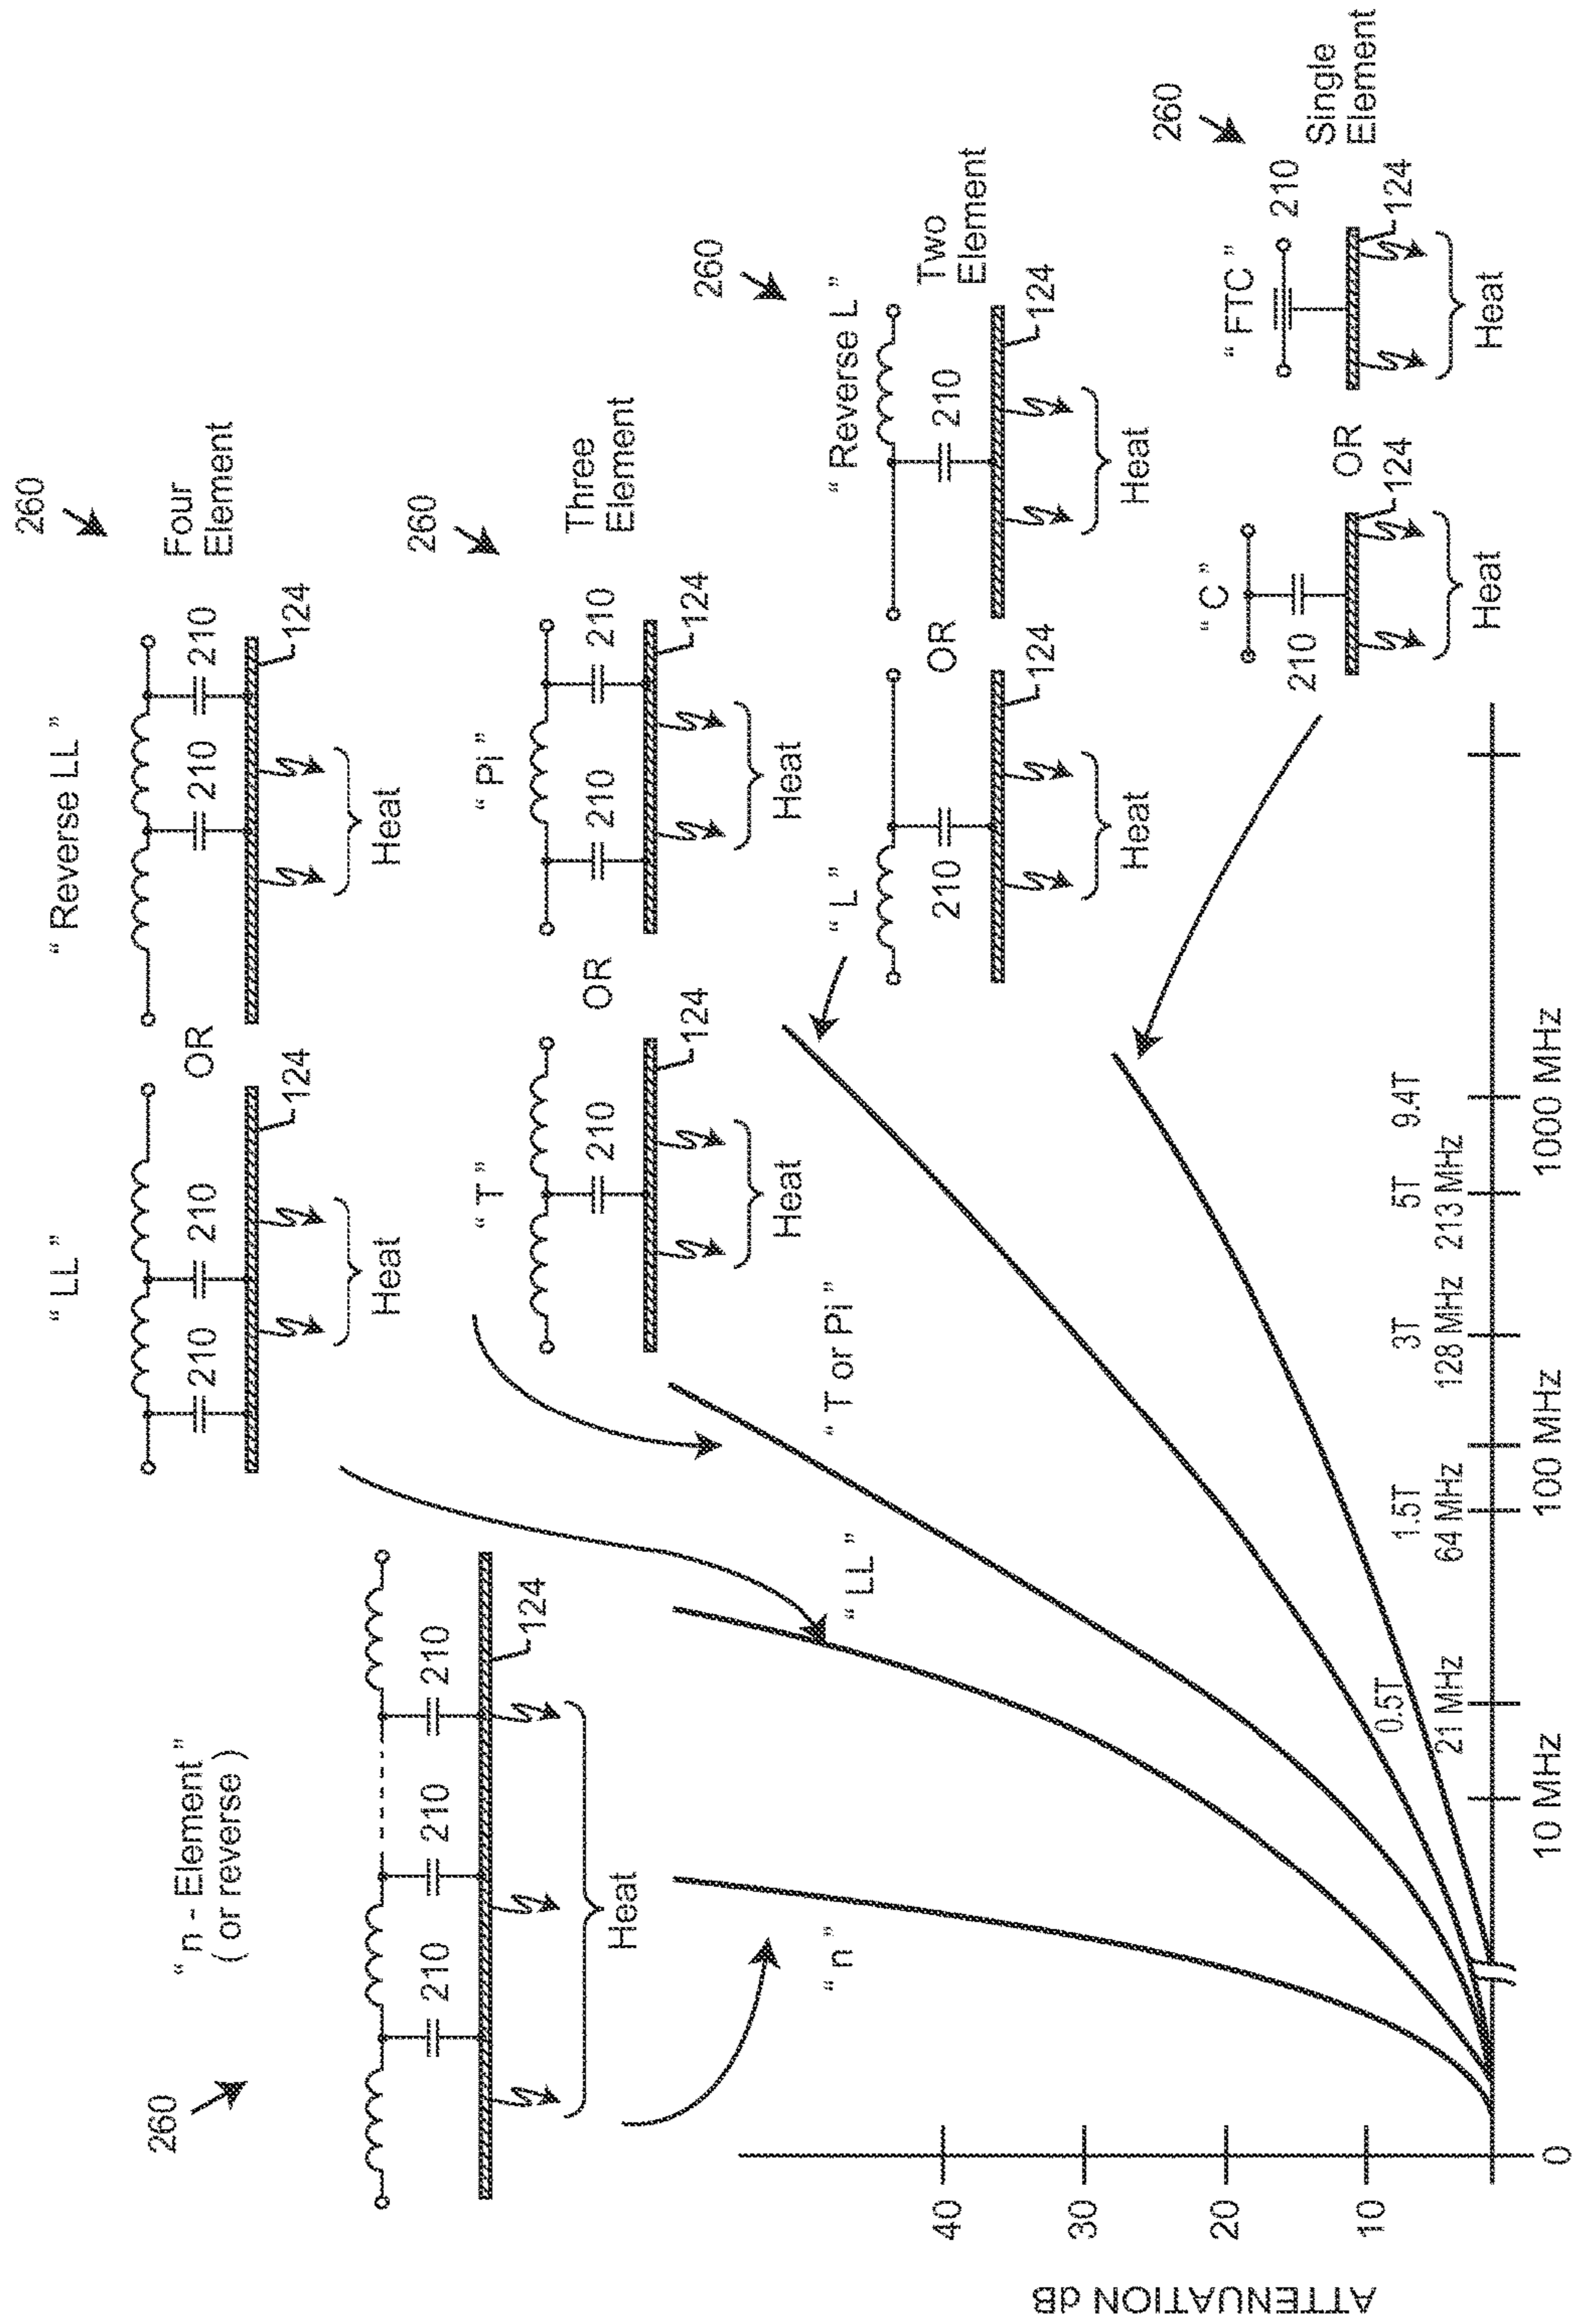 260
“ n - Element ”
( or reverse )
210
210
210
124
Heat
“ LL ”
210
210
124
Heat
OR
“ Reverse LL ”
210
210
124
Heat
260
Four
Element
“ T ”
210
124
Heat
OR
“ Pi ”
210
210
124
Heat
260
Three
Element
“ L ”
210
124
Heat
OR
“ Reverse L ”
210
124
Heat
260
Two
Element
“ C ”
210
124
Heat
OR
“ FTC ”
210
124
Heat
260
Single
Element
“ n ”
“ LL ”
“ T or Pi ”
ATTENUATION dB
40
30
20
10
0
0.5T
1.5T
3T
5T
9.4T
21 MHz
64 MHz
128 MHz
213 MHz
10 MHz
100 MHz
1000 MHz